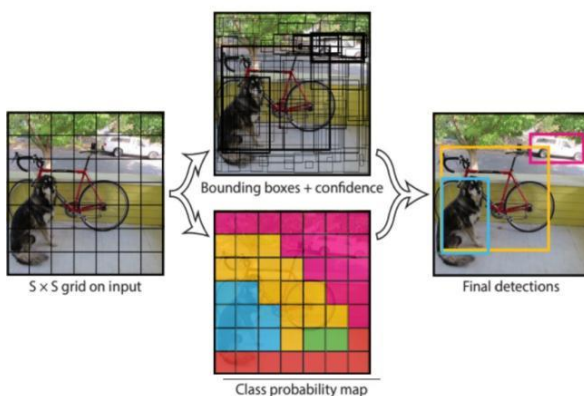 Bounding boxes + confidence
S × S grid on input
Final detections
Class probability map